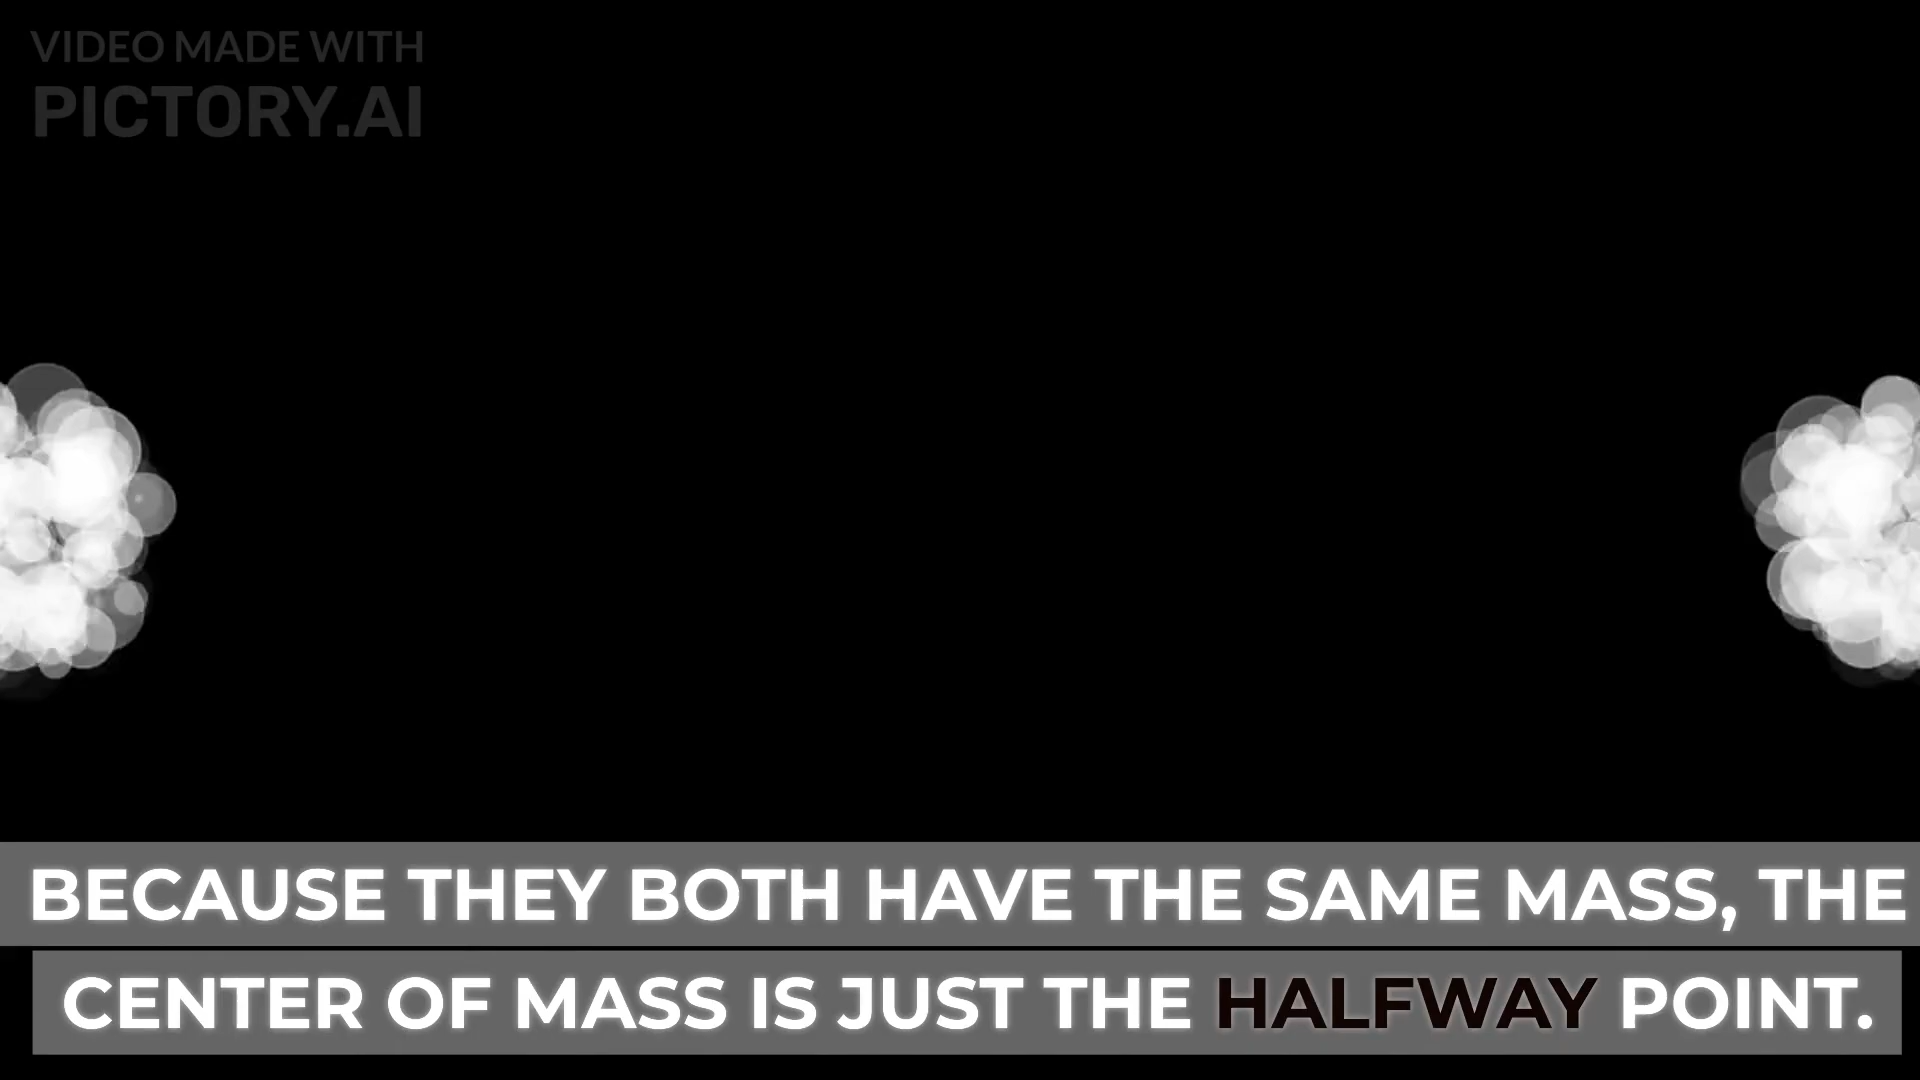 VIDEO MADE WITH
PICTORY.AI
BECAUSE THEY BOTH HAVE THE SAME MASS, THE
CENTER OF MASS IS JUST THE HALFWAY POINT.